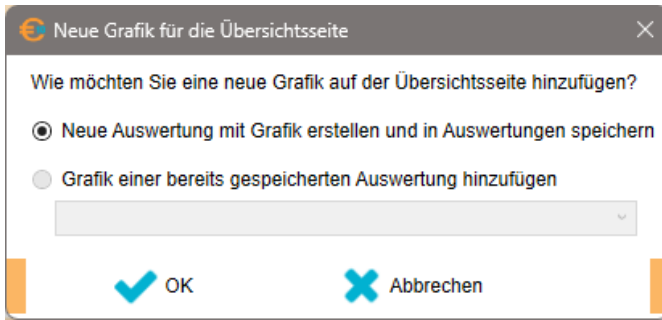 Neue Grafik für die Übersichtsseite
Wie möchten Sie eine neue Grafik auf der Übersichtsseite hinzufügen?
Neue Auswertung mit Grafik erstellen und in Auswertungen speichern
Grafik einer bereits gespeicherten Auswertung hinzufügen
OK
Abbrechen